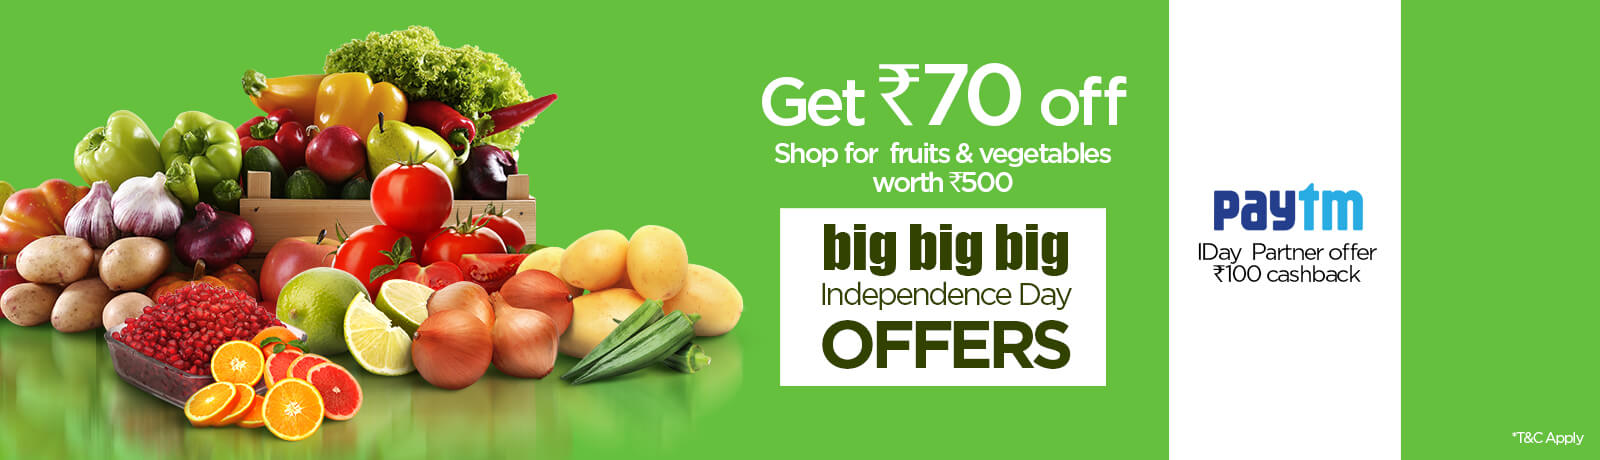 Get ₹70 off
Shop for fruits & vegetables
worth ₹500
big big big
Independence Day
OFFERS
paytm
IDay Partner offer
₹100 cashback
*T&C Apply